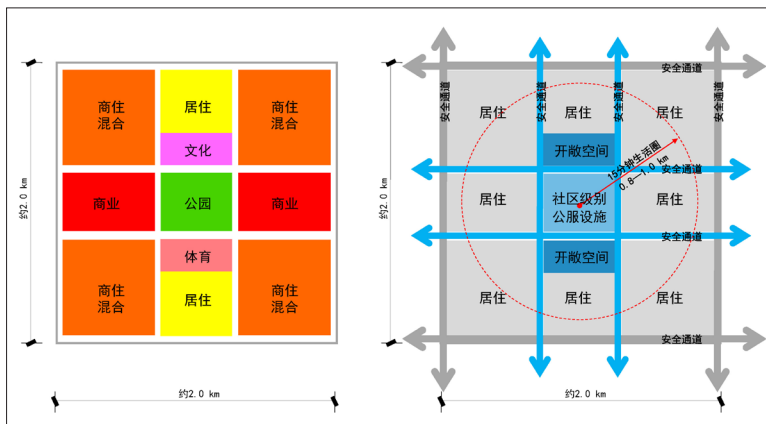 商住
混合
居住
商住
混合
文化
商业
公园
商业
体育
商住
混合
居住
商住
混合
约2.0 km
约2.0 km
安全通道
安全通道
安全通道
安全通道
安全通道
居住
居住
居住
开敞空间
15分钟生活圈
0.8—1.0 km
安全通道
居住
社区级别
公服设施
居住
安全通道
开敞空间
居住
居住
居住
安全通道
约2.0 km
约2.0 km